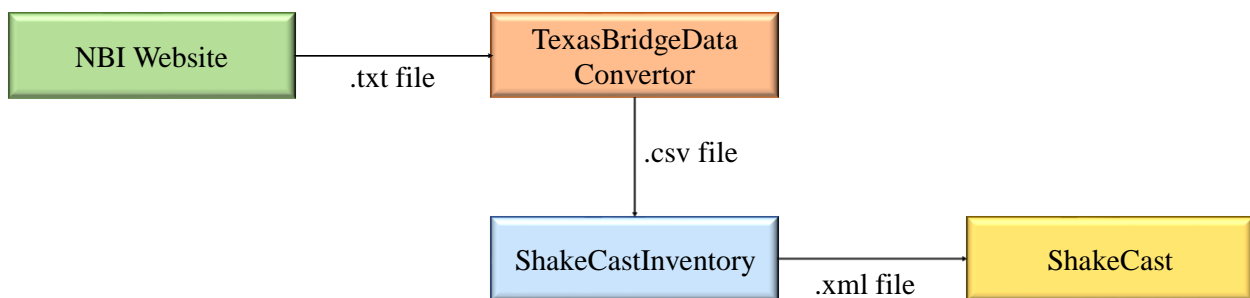 NBI Website
.txt file
TexasBridgeData
Convertor
.csv file
ShakeCastInventory
.xml file
ShakeCast